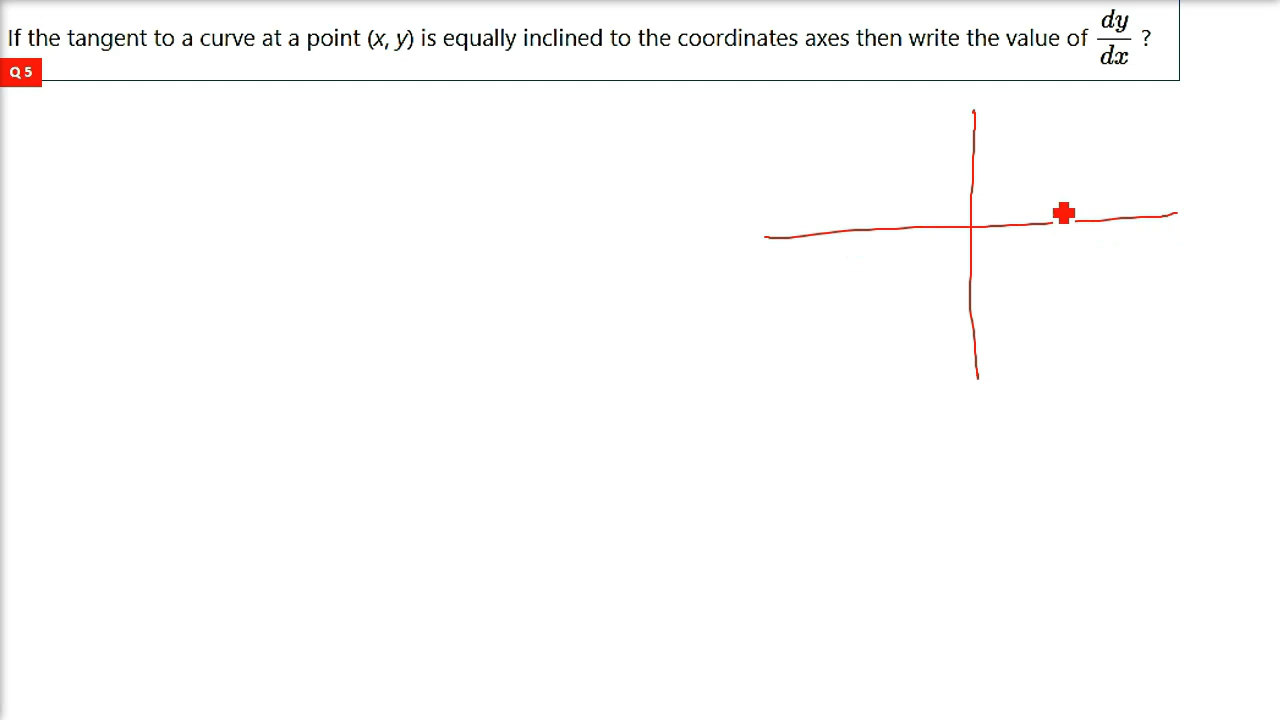 If the tangent to a curve at a point (x, y) is equally inclined to the coordinates axes then write the value of dy/dx ?
Q 5